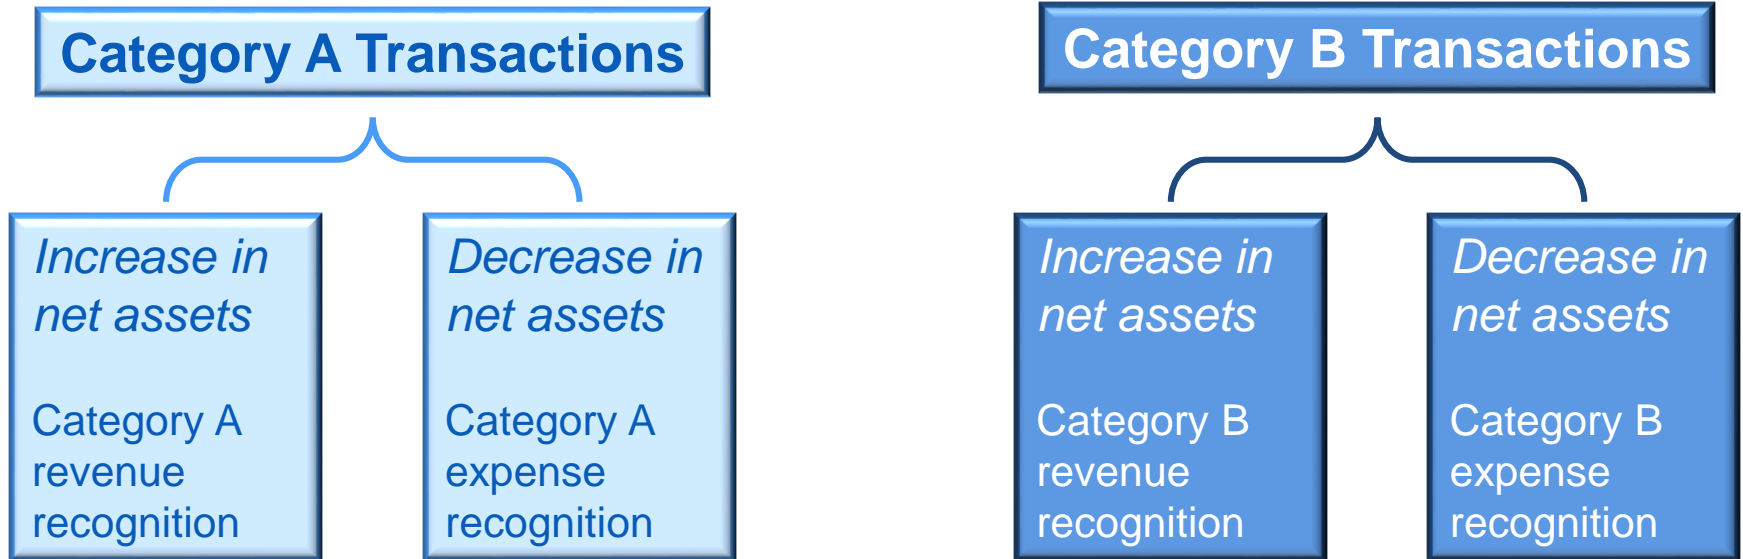 Category A Transactions
Increase in
net assets
Category A
revenue
recognition
Decrease in
net assets
Category A
expense
recognition
Category B Transactions
Increase in
net assets
Category B
revenue
recognition
Decrease in
net assets
Category B
expense
recognition